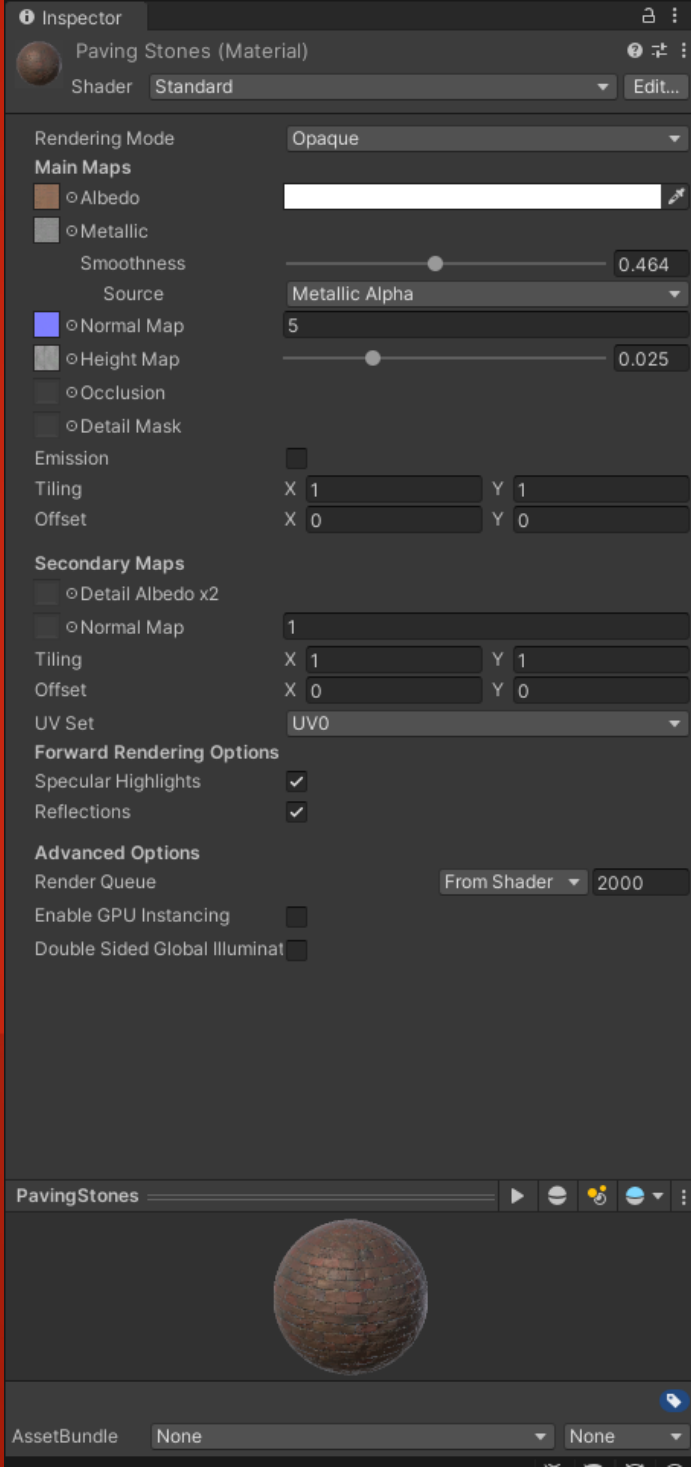 Inspector
Paving Stones (Material)
Shader Standard Edit...
Rendering Mode Opaque
Main Maps
Albedo
Metallic
Smoothness 0.464
Source Metallic Alpha
Normal Map 5
Height Map 0.025
Occlusion
Detail Mask
Emission
Tiling X 1 Y 1
Offset X 0 Y 0
Secondary Maps
Detail Albedo x2
Normal Map 1
Tiling X 1 Y 1
Offset X 0 Y 0
UV Set UV0
Forward Rendering Options
Specular Highlights
Reflections
Advanced Options
Render Queue From Shader 2000
Enable GPU Instancing
Double Sided Global Illuminat
PavingStones
AssetBundle None None